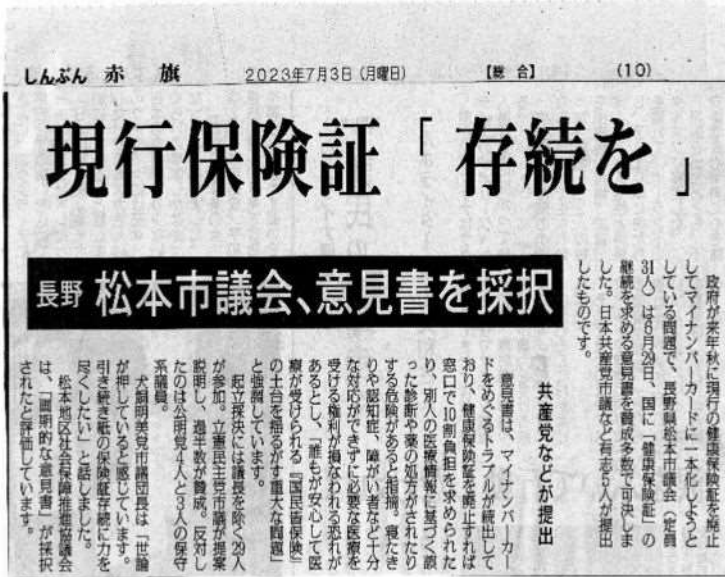 しんぶん 赤旗 2023年7月3日(月曜日) 【総合】 (10)
現行保険証「存続を」
長野 松本市議会、意見書を採択
政府が来年秋に現行の健康保険証を廃止
してマイナンバーカードに一本化しようと
している問題で、長野県松本市議会(定員
31人)は6月29日、国に「健康保険証」の
継続を求める意見書を賛成多数で可決しま
した。日本共産党市議など有志5人が提出
したものです。
共産党などが提出
意見書は、マイナンバーカー
ドをめぐるトラブルが続出して
おり、健康保険証を廃止すれば
窓口で10割負担を求められた
り、別人の医療情報に基づく誤
った診断や薬の処方がされたり
する危険があると指摘。寝たき
りや認知症、障がい者など十分
な対応ができずに必要な医療を
受ける権利が損なわれる恐れが
あるとし、「誰もが安心して医
療が受けられる『国民皆保険』
の土台を揺るがす重大な問題」
と強調しています。
起立採決には議長を除く29人
が参加。立憲民主党市議が提案
説明し、過半数が賛成。反対し
たのは公明党4人と3人の保守
系議員。
犬飼明美党市議団長は「世論
が押していると感じています。
引き続き紙の保険証存続に力を
尽くしたい」と話しました。
松本地区社会保障推進協議会
は、「画期的な意見書」が採択
されたと評価しています。